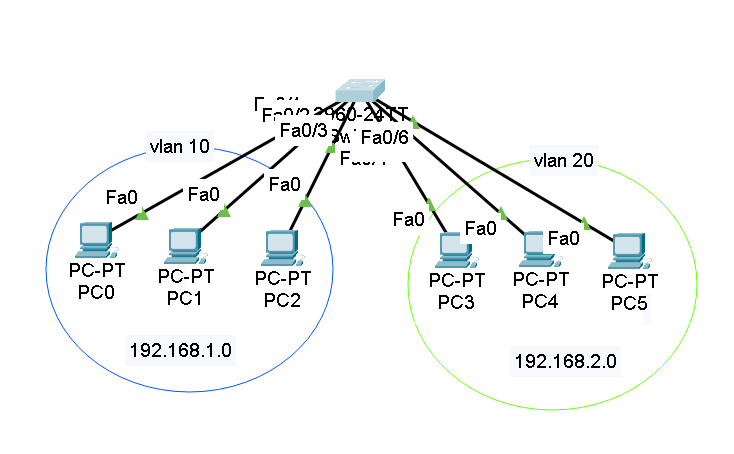 Fa0/2
2960-24TT
Fa0/3
Fa0/6
vlan 10
vlan 20
Fa0
Fa0
Fa0
Fa0
Fa0
Fa0
PC-PT
PC0
PC-PT
PC1
PC-PT
PC2
PC-PT
PC3
PC-PT
PC4
PC-PT
PC5
192.168.1.0
192.168.2.0